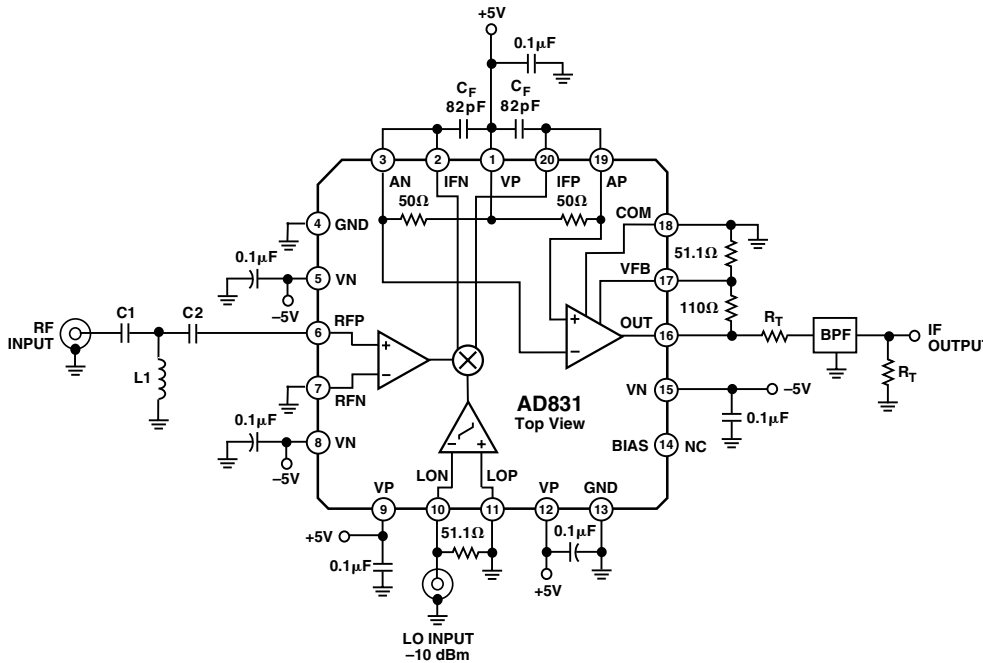 +5V
0.1μF
CF
82pF
CF
82pF
3
2
1
20
19
AN
IFN
VP
IFP
AP
50Ω
50Ω
COM
18
4
GND
51.1Ω
0.1μF
VFB
17
5
VN
–5V
110Ω
C1
C2
RF
INPUT
6
RFP
+
–
+
–
OUT
16
RT
BPF
IF
OUTPUT
L1
7
RFN
RT
VN
15
–5V
AD831
Top View
0.1μF
0.1μF
8
VN
–5V
–
+
BIAS
14
NC
LON
LOP
VP
VP
GND
9
10
11
12
13
+5V
51.1Ω
0.1μF
0.1μF
+5V
LO INPUT
–10 dBm